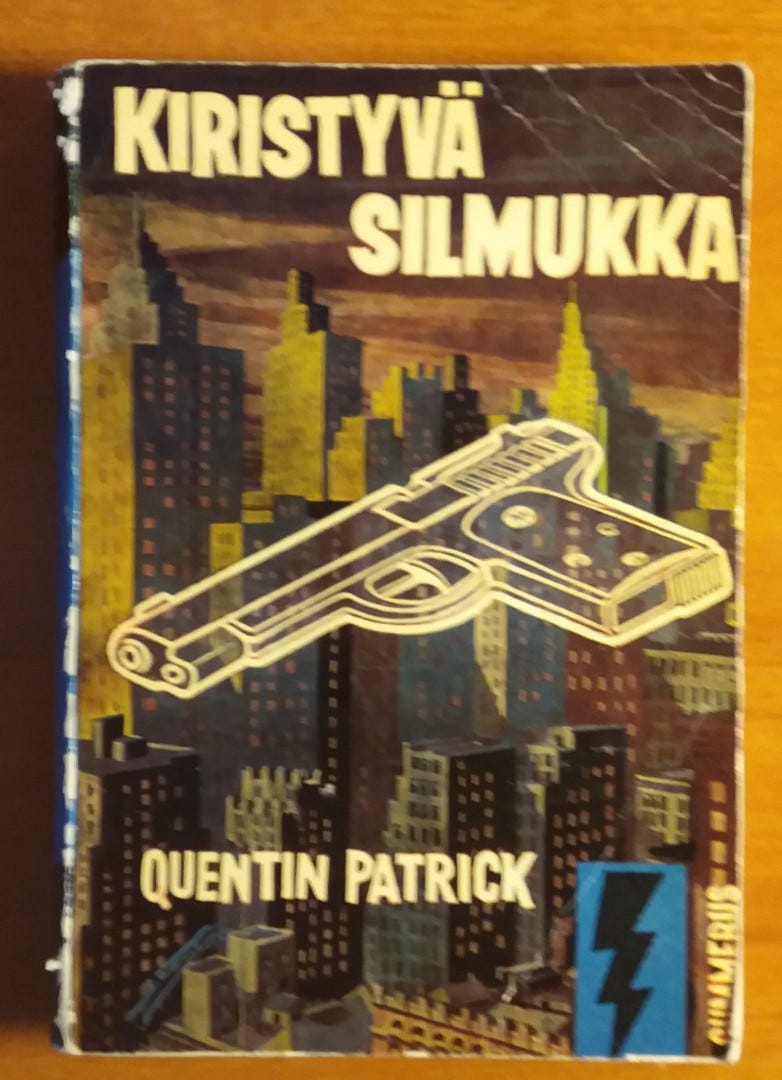 KIRISTYVÄ
SILMUKKA
QUENTIN PATRICK
GUMMERUS